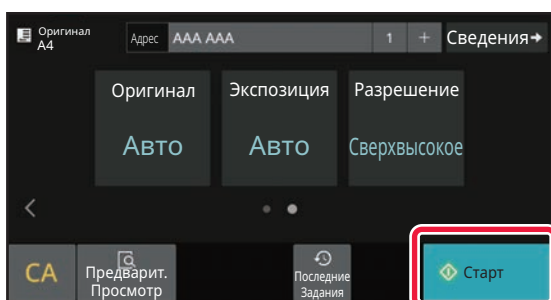 Оригинал
A4
Адрес AAA AAA 1 + Сведения
Оригинал Экспозиция Разрешение
Авто Авто Сверхвысокое
CA Предварит. Просмотр
Последние Задания
Старт